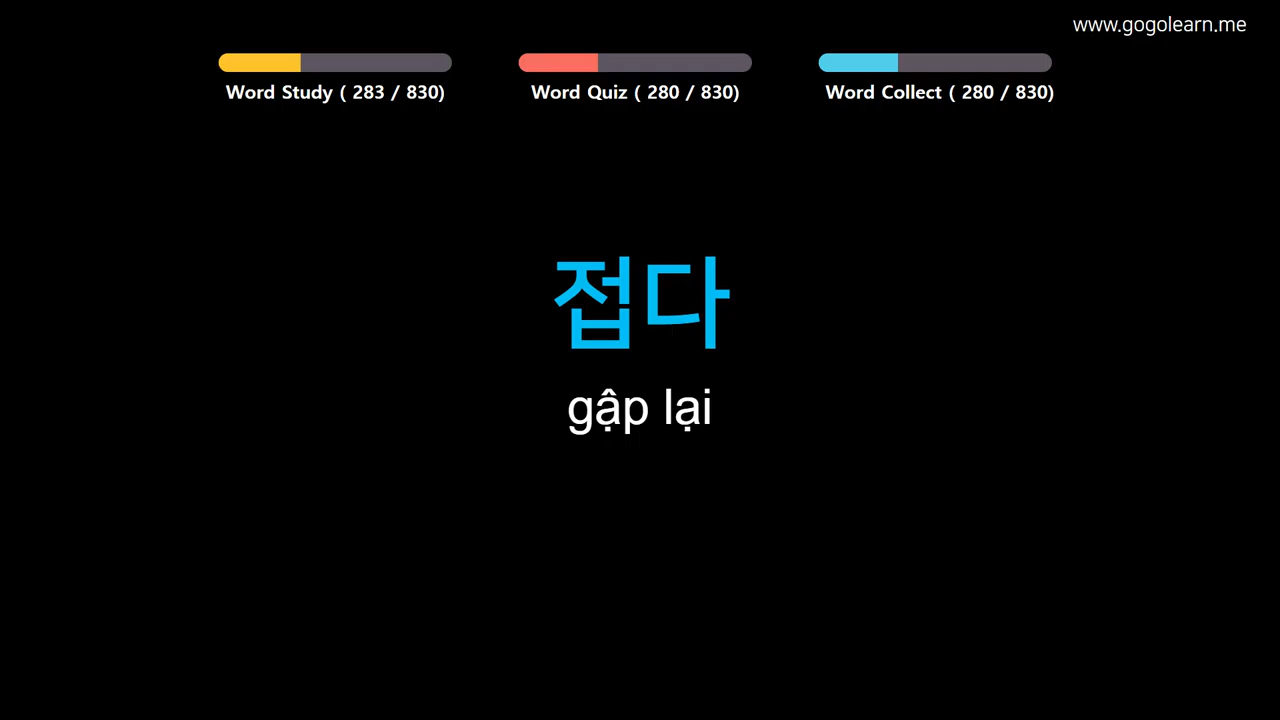 www.gogolearn.me
Word Study ( 283 / 830)
Word Quiz ( 280 / 830)
Word Collect ( 280 / 830)
접다
gập lại